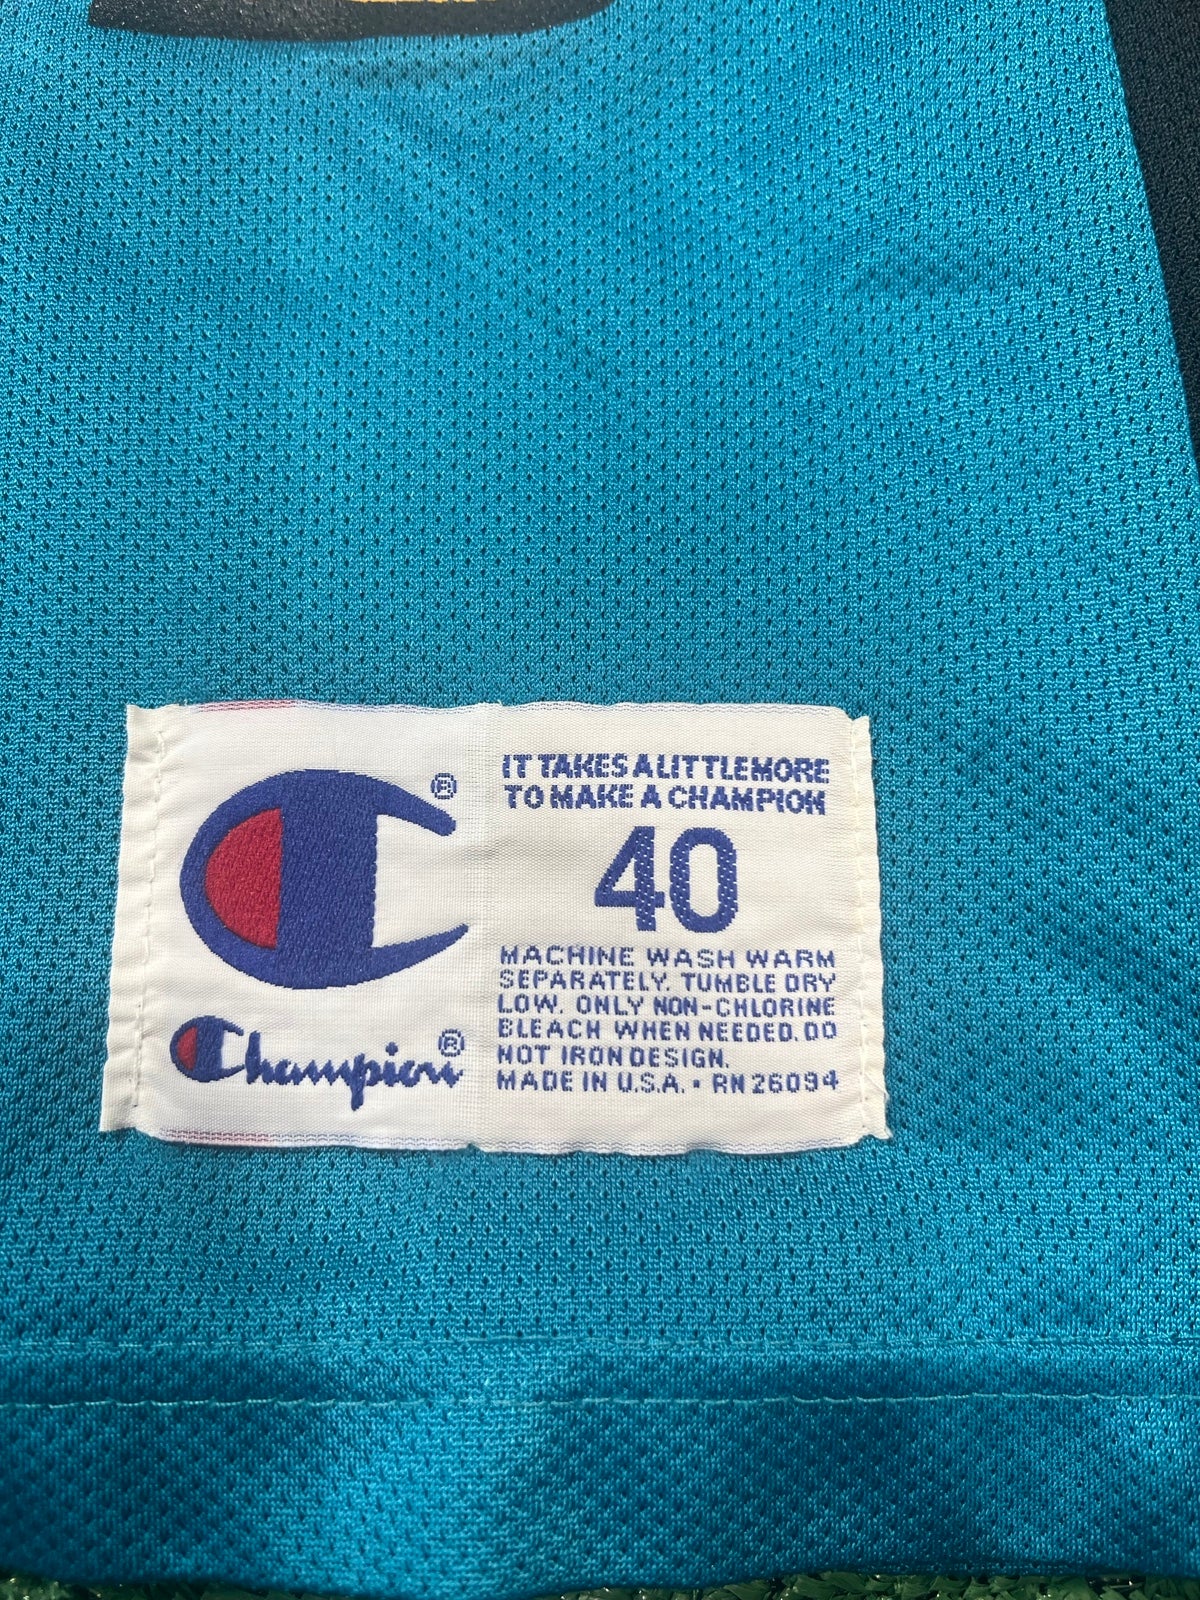 IT TAKES A LITTLE MORE
TO MAKE A CHAMPION
40
MACHINE WASH WARM
SEPARATELY. TUMBLE DRY
LOW. ONLY NON-CHLORINE
BLEACH WHEN NEEDED. DO
NOT IRON DESIGN.
MADE IN U.S.A. • RN 26094
®
Champion®